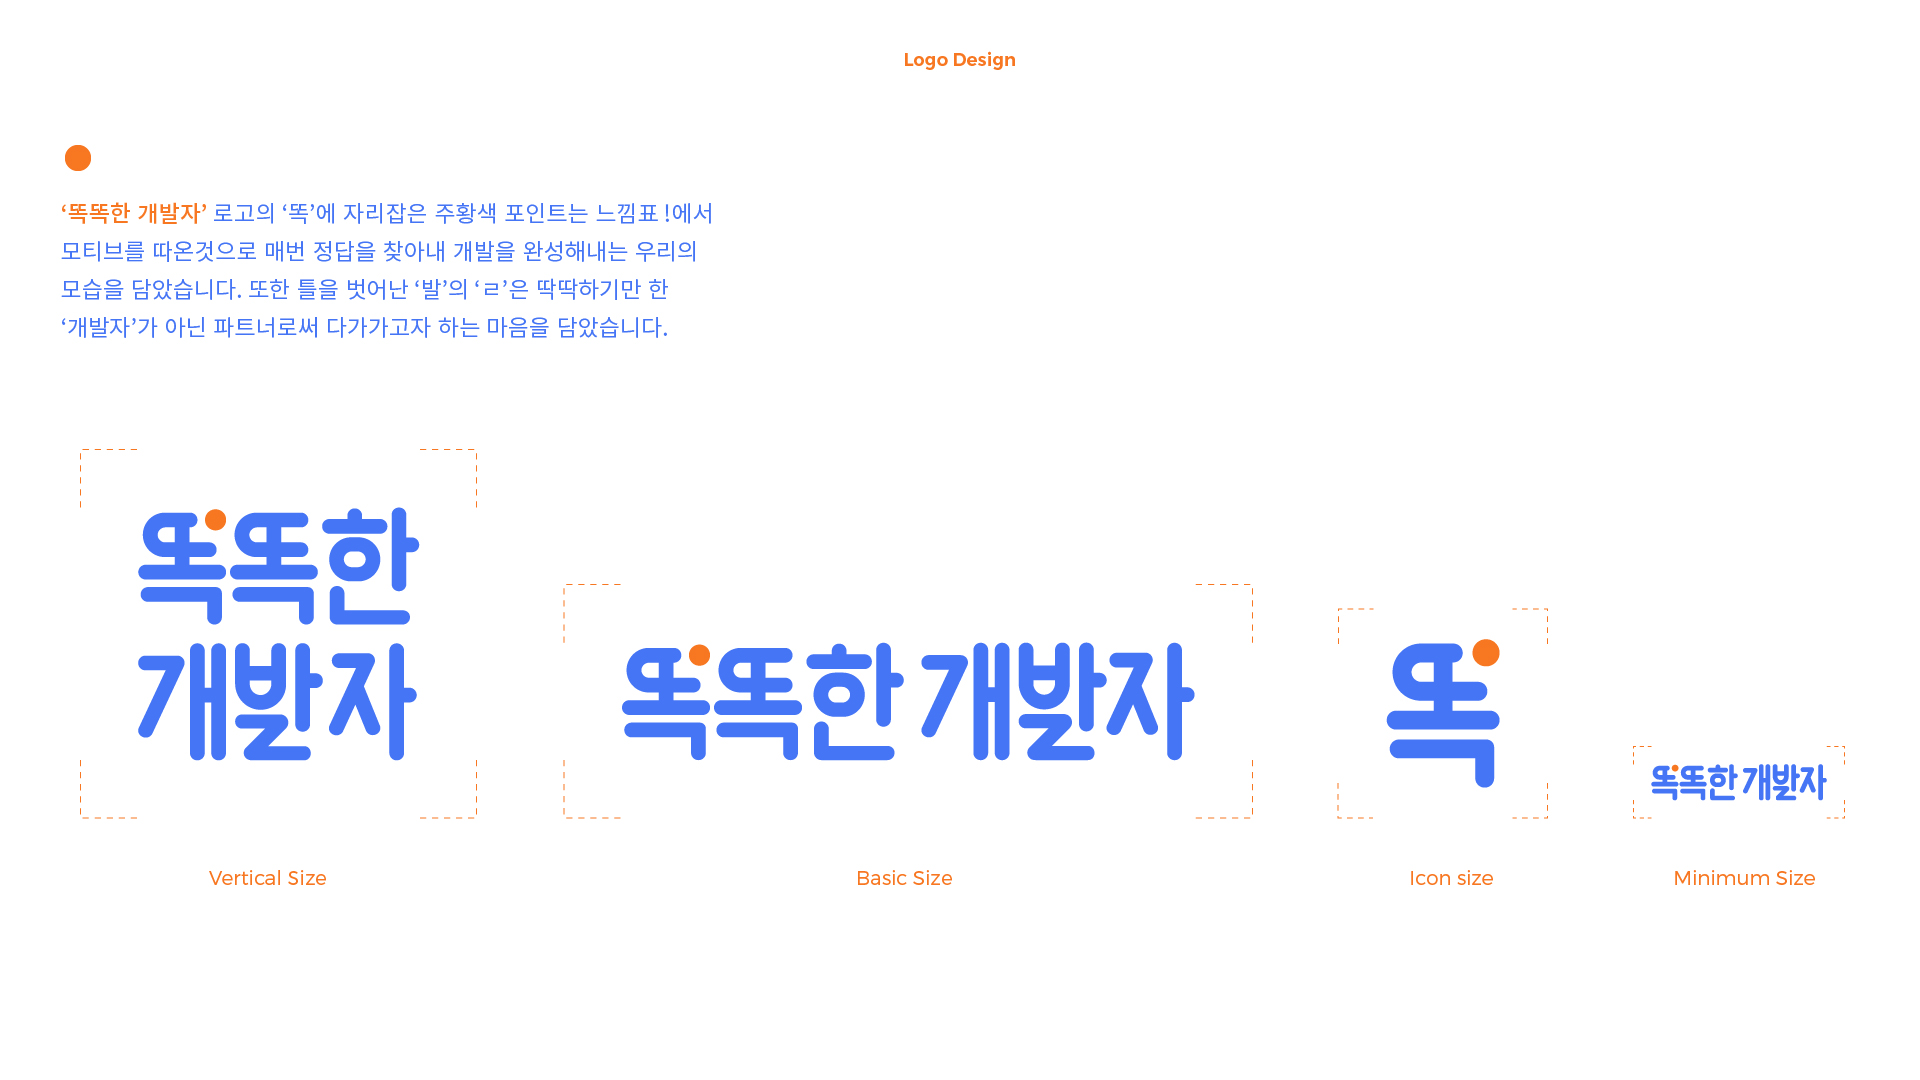 Logo Design
‘똑똑한 개발자’ 로고의 ‘똑’에 자리잡은 주황색 포인트는 느낌표 !에서
모티브를 따온것으로 매번 정답을 찾아내 개발을 완성해내는 우리의
모습을 담았습니다. 또한 틀을 벗어난 ‘발’의 ‘ㄹ’은 딱딱하기만 한
‘개발자’가 아닌 파트너로써 다가가고자 하는 마음을 담았습니다.
똑똑한
개발자
Vertical Size
똑똑한 개발자
Basic Size
똑
Icon size
똑똑한 개발자
Minimum Size